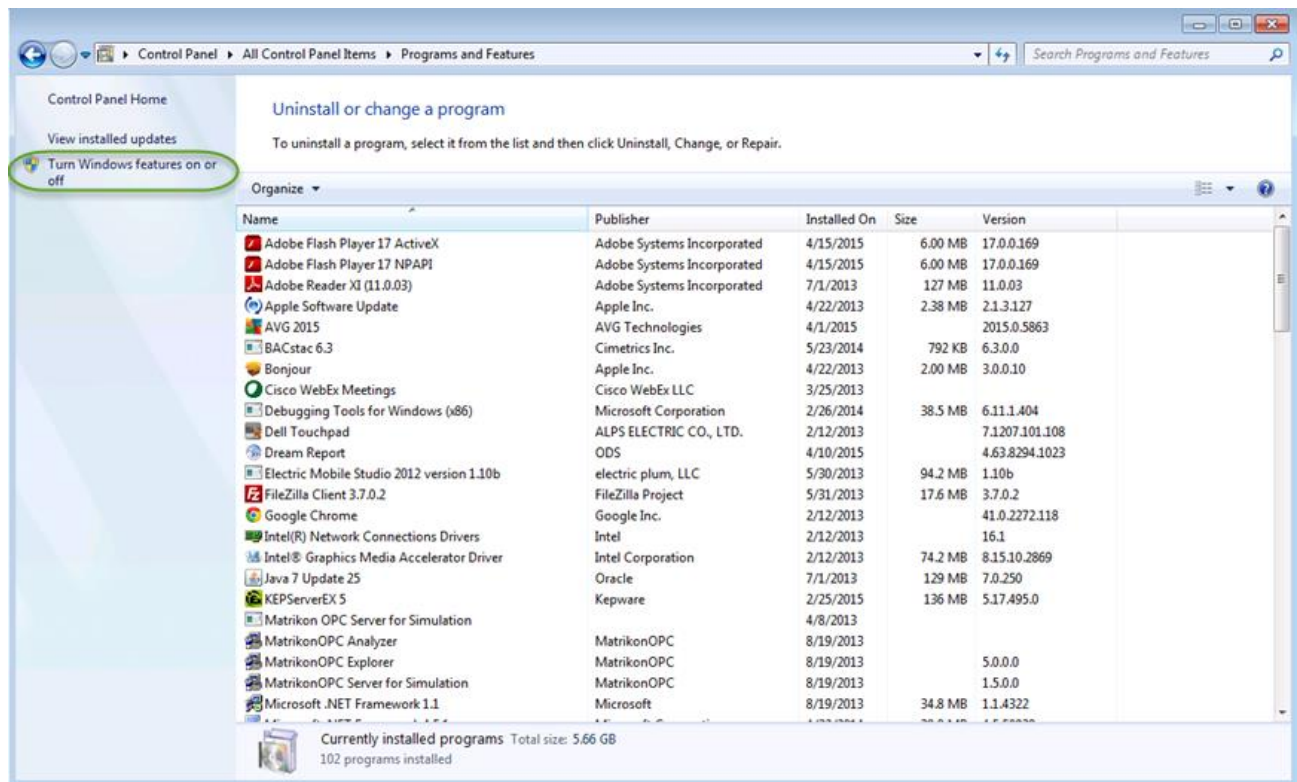 Control Panel ▸ All Control Panel Items ▸ Programs and Features
Search Programs and Features
Control Panel Home
View installed updates
Turn Windows features on or
off
Uninstall or change a program
To uninstall a program, select it from the list and then click Uninstall, Change, or Repair.
Organize
Name Publisher Installed On Size Version
Adobe Flash Player 17 ActiveX Adobe Systems Incorporated 4/15/2015 6.00 MB 17.0.0.169
Adobe Flash Player 17 NPAPI Adobe Systems Incorporated 4/15/2015 6.00 MB 17.0.0.169
Adobe Reader XI (11.0.03) Adobe Systems Incorporated 7/1/2013 127 MB 11.0.03
Apple Software Update Apple Inc. 4/22/2013 2.38 MB 2.1.3.127
AVG 2015 AVG Technologies 4/1/2015 2015.0.5863
BACstac 6.3 Cimetrics Inc. 5/23/2014 792 KB 6.3.0.0
Bonjour Apple Inc. 4/22/2013 2.00 MB 3.0.0.10
Cisco WebEx Meetings Cisco WebEx LLC 3/25/2013
Debugging Tools for Windows (x86) Microsoft Corporation 2/26/2014 38.5 MB 6.11.1.404
Dell Touchpad ALPS ELECTRIC CO., LTD. 2/12/2013 7.1207.101.108
Dream Report ODS 4/10/2015 4.63.8294.1023
Electric Mobile Studio 2012 version 1.10b electric plum, LLC 5/30/2013 94.2 MB 1.10b
FileZilla Client 3.7.0.2 FileZilla Project 5/31/2013 17.6 MB 3.7.0.2
Google Chrome Google Inc. 2/12/2013 41.0.2272.118
Intel(R) Network Connections Drivers Intel 2/12/2013 16.1
Intel® Graphics Media Accelerator Driver Intel Corporation 2/12/2013 74.2 MB 8.15.10.2869
Java 7 Update 25 Oracle 7/1/2013 129 MB 7.0.250
KEPServerEX 5 Kepware 2/25/2015 136 MB 5.17.495.0
Matrikon OPC Server for Simulation 4/8/2013
MatrikonOPC Analyzer MatrikonOPC 8/19/2013
MatrikonOPC Explorer MatrikonOPC 8/19/2013 5.0.0.0
MatrikonOPC Server for Simulation MatrikonOPC 8/19/2013 1.5.0.0
Microsoft .NET Framework 1.1 Microsoft 8/19/2013 34.8 MB 1.1.4322
Currently installed programs Total size: 5.66 GB
102 programs installed